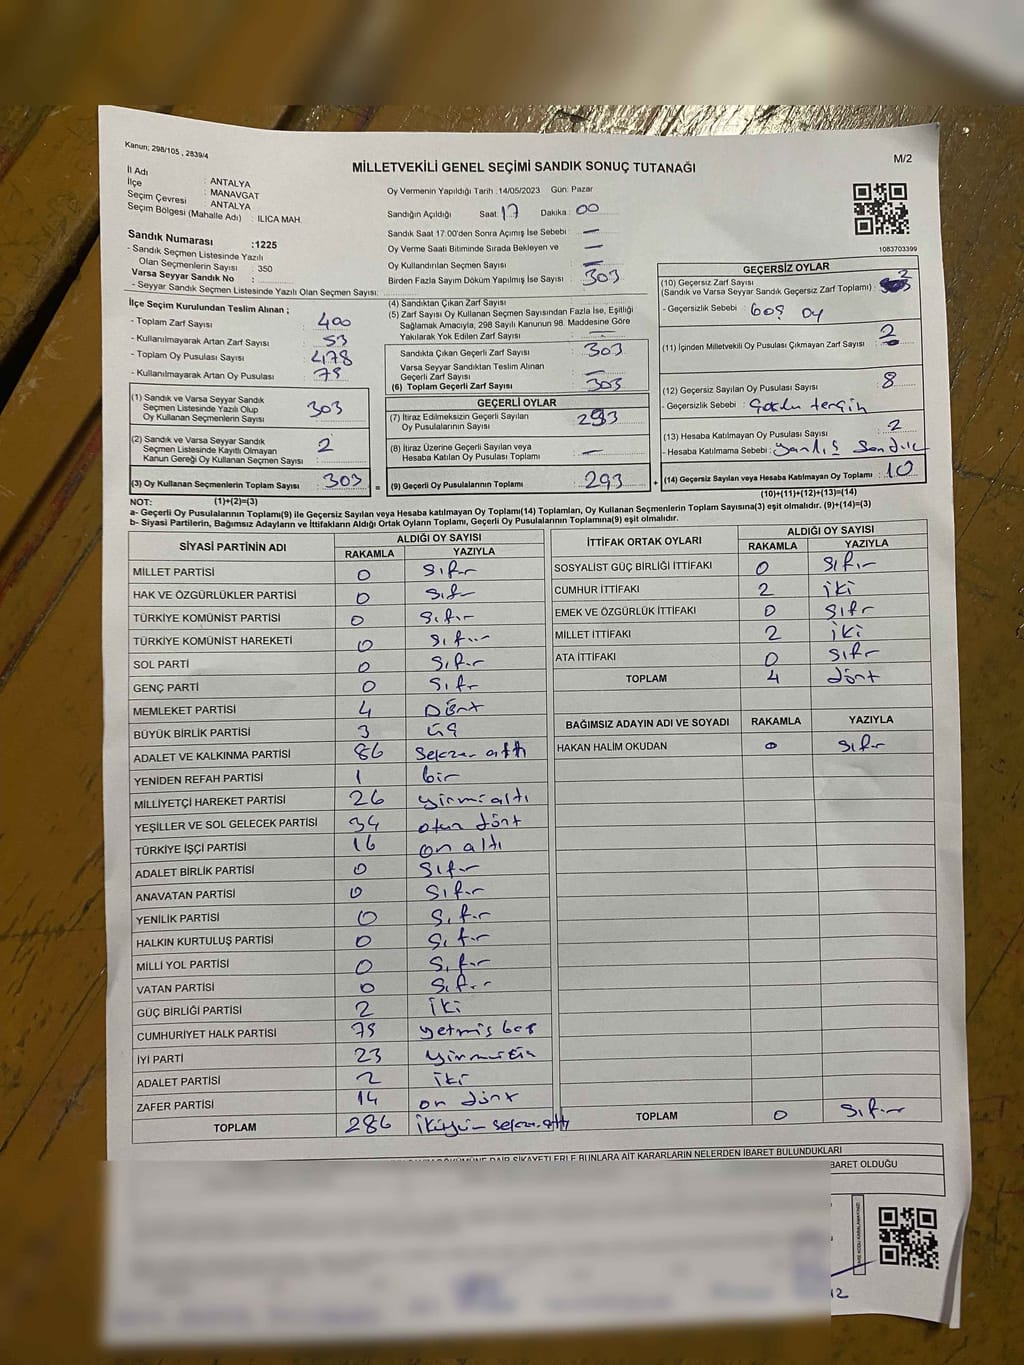 Kanun; 298/105 , 2839/4
MİLLETVEKİLİ GENEL SEÇİMİ SANDIK SONUÇ TUTANAĞI
M/2
İl Adı : ANTALYA
İlçe : MANAVGAT
Seçim Çevresi : ANTALYA
Seçim Bölgesi (Mahalle Adı) : ILICA MAH.
Oy Vermenin Yapıldığı Tarih :14/05/2023 Gün: Pazar
Sandığın Açıldığı Saat: 17 Dakika : 00
Sandık Saat 17:00'den Sonra Açımış İse Sebebi : —
Oy Verme Saati Bitiminde Sırada Bekleyen ve : —
Oy Kullandırılan Seçmen Sayısı : —
Birden Fazla Sayım Döküm Yapılmış İse Sayısı : 303
1083703399
Sandık Numarası :1225
- Sandık Seçmen Listesinde Yazılı
Olan Seçmenlerin Sayısı : 350
Varsa Seyyar Sandık No :
- Seyyar Sandık Seçmen Listesinde Yazılı Olan Seçmen Sayısı:
İlçe Seçim Kurulundan Teslim Alınan ;
- Toplam Zarf Sayısı : 400
- Kullanılmayarak Artan Zarf Sayısı : 53
- Toplam Oy Pusulası Sayısı : 478
- Kullanılmayarak Artan Oy Pusulası : 75
(1) Sandık ve Varsa Seyyar Sandık
Seçmen Listesinde Yazılı Olup
Oy Kullanan Seçmenlerin Sayısı : 303
(2) Sandık ve Varsa Seyyar Sandık
Seçmen Listesinde Kayıtlı Olmayan
Kanun Gereği Oy Kullanan Seçmen Sayısı : 2
(3) Oy Kullanan Seçmenlerin Toplam Sayısı : 303
(1)+(2)=(3)
(4) Sandıktan Çıkan Zarf Sayısı :
(5) Zarf Sayısı Oy Kullanan Seçmen Sayısından Fazla İse, Eşitliği
Sağlamak Amacıyla, 298 Sayılı Kanunun 98. Maddesine Göre
Yakılarak Yok Edilen Zarf Sayısı :
Sandıkta Çıkan Geçerli Zarf Sayısı : 303
Varsa Seyyar Sandıktan Teslim Alınan
Geçerli Zarf Sayısı : —
(6) Toplam Geçerli Zarf Sayısı : 303
GEÇERLİ OYLAR
(7) İtiraz Edilmeksizin Geçerli Sayılan
Oy Pusulalarının Sayısı : 293
(8) İtiraz Üzerine Geçerli Sayılan veya
Hesaba Katılan Oy Pusulası Toplamı : —
= (9) Geçerli Oy Pusulalarının Toplamı : 293
GEÇERSİZ OYLAR
(10) Geçersiz Zarf Sayısı
(Sandık ve Varsa Seyyar Sandık Geçersiz Zarf Toplamı) : 2
- Geçersizlik Sebebi : boş oy
(11) İçinden Milletvekili Oy Pusulası Çıkmayan Zarf Sayısı : 2
(12) Geçersiz Sayılan Oy Pusulası Sayısı : 8
- Geçersizlik Sebebi :
(13) Hesaba Katılmayan Oy Pusulası Sayısı : 2
- Hesaba Katılmama Sebebi : yanlış sandık
+ (14) Geçersiz Sayılan veya Hesaba Katılmayan Oy Toplamı : 10
(10)+(11)+(12)+(13)=(14)
NOT:
a- Geçerli Oy Pusulalarının Toplamı(9) ile Geçersiz Sayılan veya Hesaba katılmayan Oy Toplamı(14) Toplamları, Oy Kullanan Seçmenlerin Toplam Sayısına(3) eşit olmalıdır. (9)+(14)=(3)
b- Siyasi Partilerin, Bağımsız Adayların ve İttifakların Aldığı Ortak Oyların Toplamı, Geçerli Oy Pusulalarının Toplamına(9) eşit olmalıdır.
SİYASİ PARTİNİN ADI ALDIĞI OY SAYISI
RAKAMLA YAZIYLA
MİLLET PARTİSİ 0 sıfır
HAK VE ÖZGÜRLÜKLER PARTİSİ 0 sıfır
TÜRKİYE KOMÜNİST PARTİSİ 0 sıfır
TÜRKİYE KOMÜNİST HAREKETİ 0 sıfır
SOL PARTİ 0 sıfır
GENÇ PARTİ 0 sıfır
MEMLEKET PARTİSİ 4 Dört
BÜYÜK BİRLİK PARTİSİ 3 üç
ADALET VE KALKINMA PARTİSİ 86 seksen altı
YENİDEN REFAH PARTİSİ 1 bir
MİLLİYETÇİ HAREKET PARTİSİ 26 yirmi altı
YEŞİLLER VE SOL GELECEK PARTİSİ 34 otuz dört
TÜRKİYE İŞÇİ PARTİSİ 16 on altı
ADALET BİRLİK PARTİSİ 0 sıfır
ANAVATAN PARTİSİ 0 sıfır
YENİLİK PARTİSİ 0 sıfır
HALKIN KURTULUŞ PARTİSİ 0 sıfır
MİLLİ YOL PARTİSİ 0 sıfır
VATAN PARTİSİ 0 sıfır
GÜÇ BİRLİĞİ PARTİSİ 2 iki
CUMHURİYET HALK PARTİSİ 75 yetmiş beş
İYİ PARTİ 23 yirmi üç
ADALET PARTİSİ 2 iki
ZAFER PARTİSİ 14 on dört
TOPLAM 286 ikiyüz seksen altı
İTTİFAK ORTAK OYLARI ALDIĞI OY SAYISI
RAKAMLA YAZIYLA
SOSYALİST GÜÇ BİRLİĞİ İTTİFAKI 0 sıfır
CUMHUR İTTİFAKI 2 iki
EMEK VE ÖZGÜRLÜK İTTİFAKI 0 sıfır
MİLLET İTTİFAKI 2 iki
ATA İTTİFAKI 0 sıfır
TOPLAM 4 dört
BAĞIMSIZ ADAYIN ADI VE SOYADI RAKAMLA YAZIYLA
HAKAN HALİM OKUDAN 0 sıfır
TOPLAM 0 sıfır
DAİR ŞİKAYETLERLE BUNLARA AİT KARARLARIN NELERDEN İBARET BULUNDUKLARI
BARET OLDUĞU
12